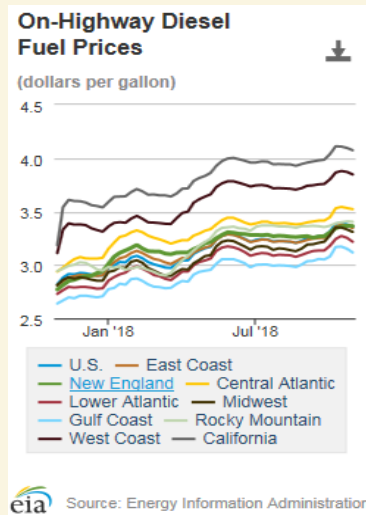 On-Highway Diesel
Fuel Prices
(dollars per gallon)
4.5
4.0
3.5
3.0
2.5
Jan '18 Jul '18
U.S. East Coast
New England Central Atlantic
Lower Atlantic Midwest
Gulf Coast Rocky Mountain
West Coast California
eia Source: Energy Information Administration